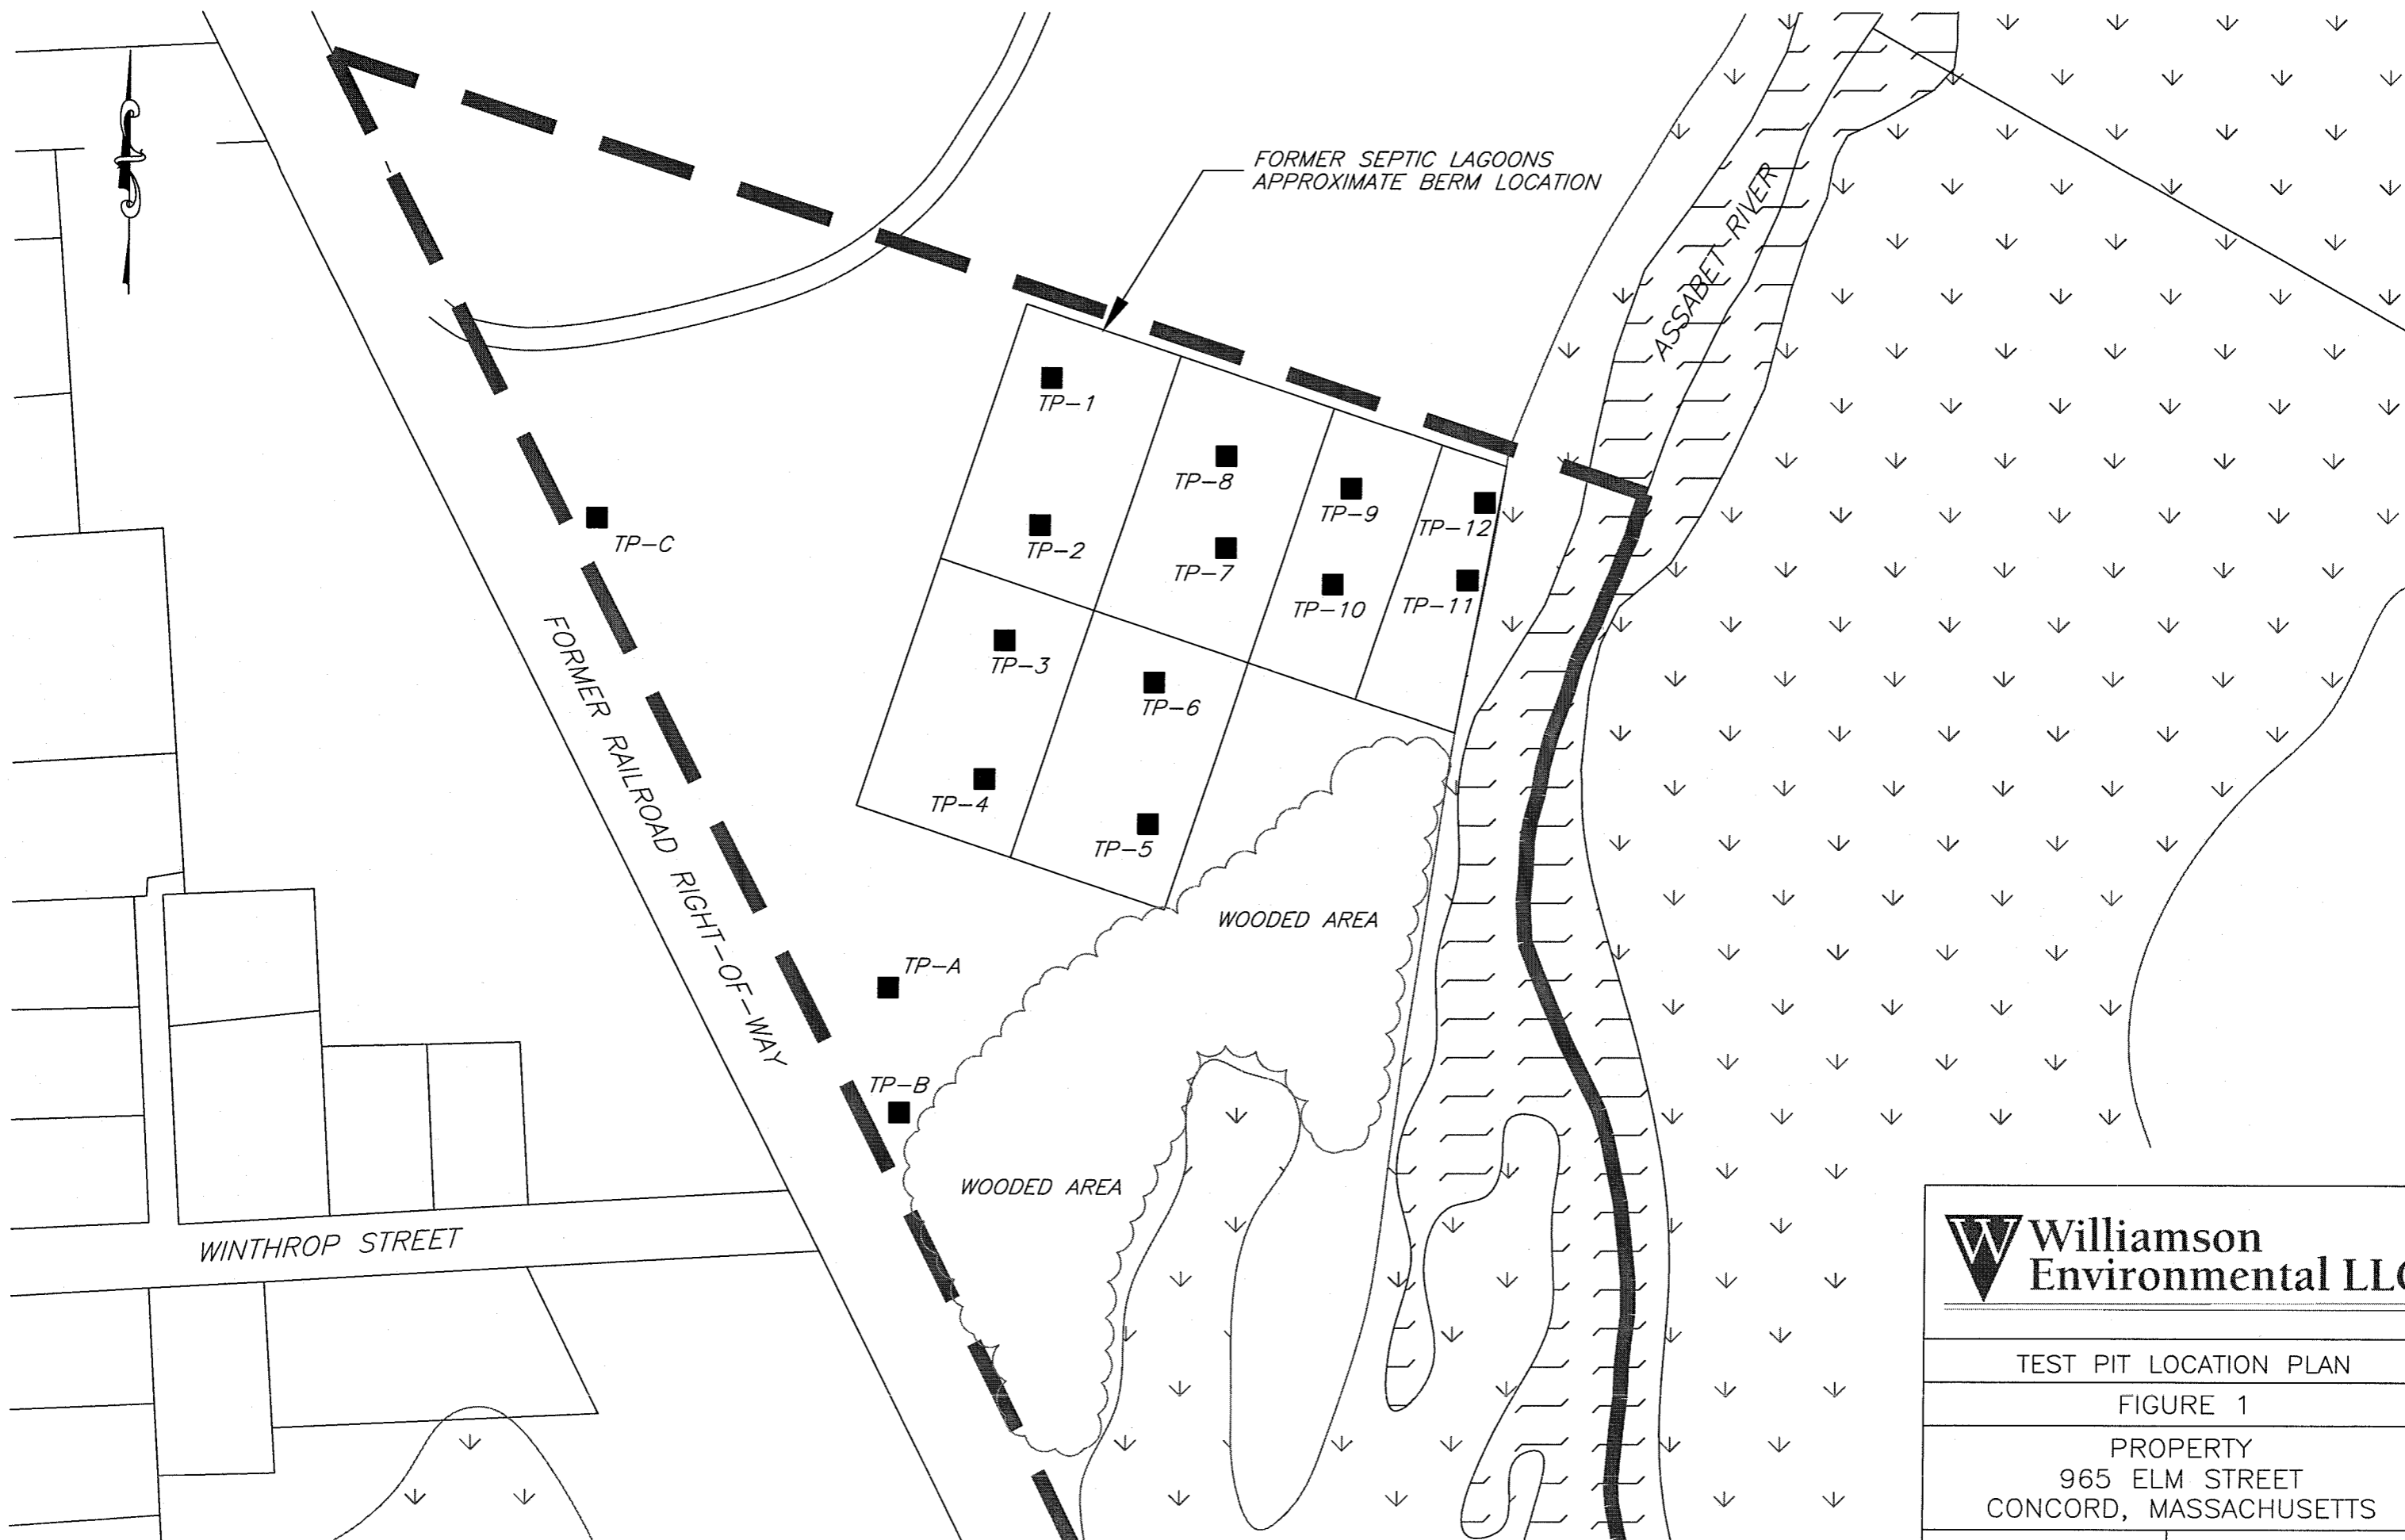 FORMER SEPTIC LAGOONS
APPROXIMATE BERM LOCATION
ASSABET RIVER
TP-1
TP-8
TP-9
TP-12
TP-2
TP-C
TP-7
TP-10
TP-11
FORMER RAILROAD RIGHT-OF-WAY
TP-3
TP-6
TP-4
TP-5
WOODED AREA
TP-A
TP-B
WOODED AREA
WINTHROP STREET
W Williamson
Environmental LLC
TEST PIT LOCATION PLAN
FIGURE 1
PROPERTY
965 ELM STREET
CONCORD, MASSACHUSETTS